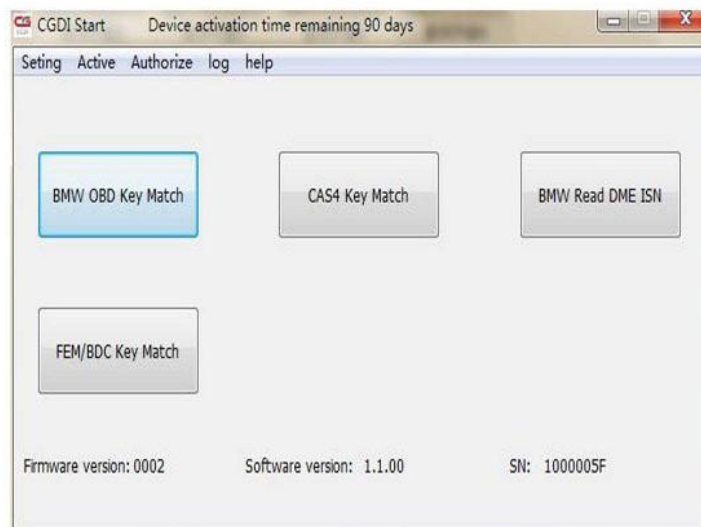 CG CGDI Start Device activation time remaining 90 days
Seting Active Authorize log help
BMW OBD Key Match CAS4 Key Match BMW Read DME ISN
FEM/BDC Key Match
Firmware version: 0002 Software version: 1.1.00 SN: 1000005F